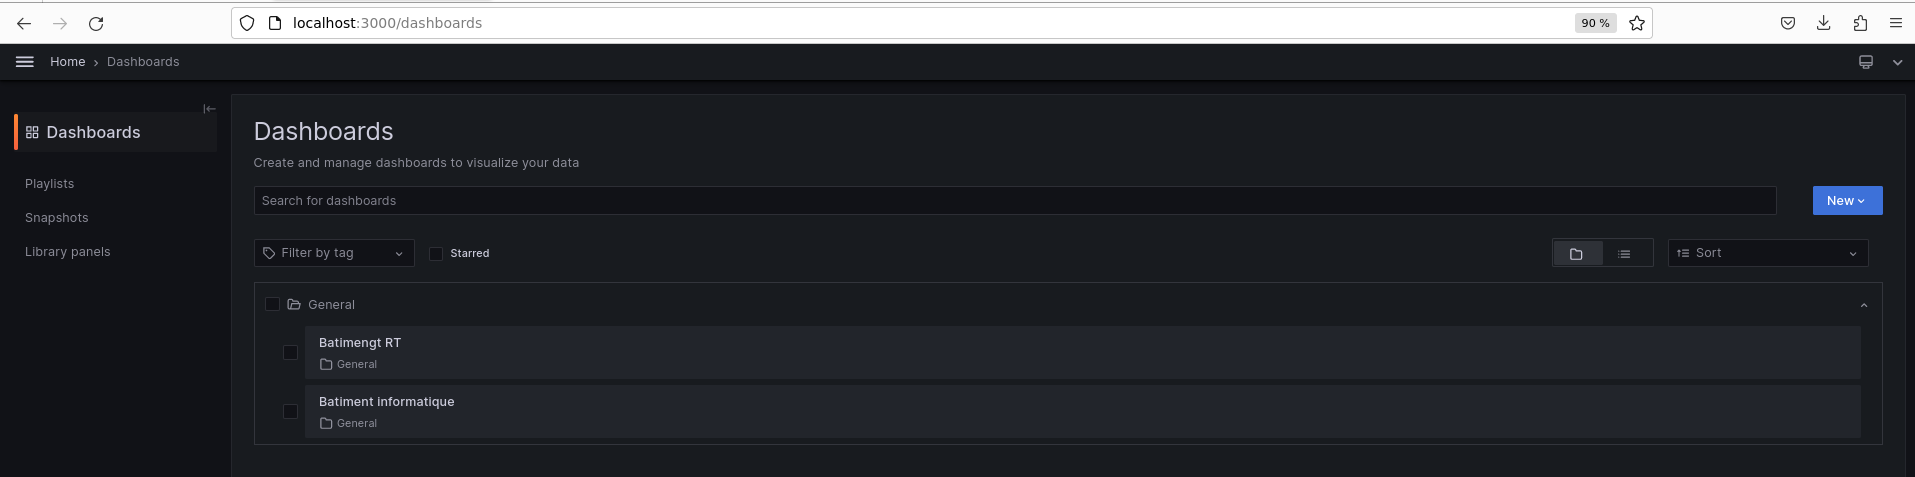 localhost:3000/dashboards
90 %
Home › Dashboards
Dashboards
Playlists
Snapshots
Library panels
Dashboards
Create and manage dashboards to visualize your data
Search for dashboards
New
Filter by tag
Starred
Sort
General
Batimengt RT
General
Batiment informatique
General